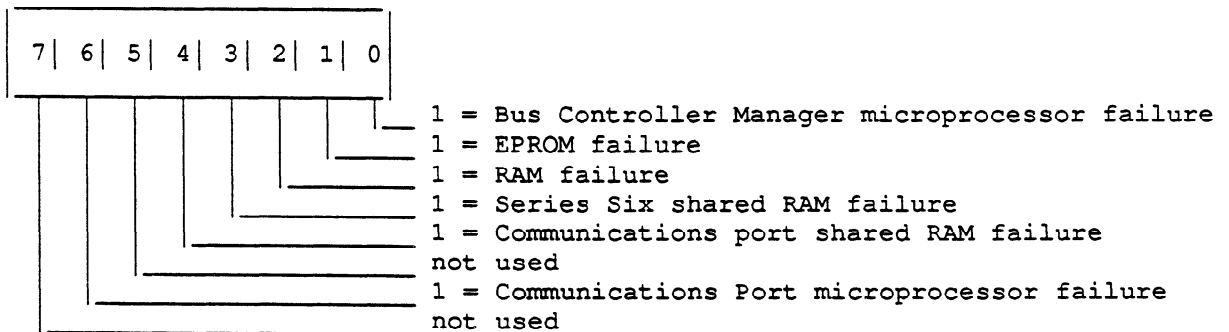 7| 6| 5| 4| 3| 2| 1| 0
1 = Bus Controller Manager microprocessor failure
1 = EPROM failure
1 = RAM failure
1 = Series Six shared RAM failure
1 = Communications port shared RAM failure
not used
1 = Communications Port microprocessor failure
not used